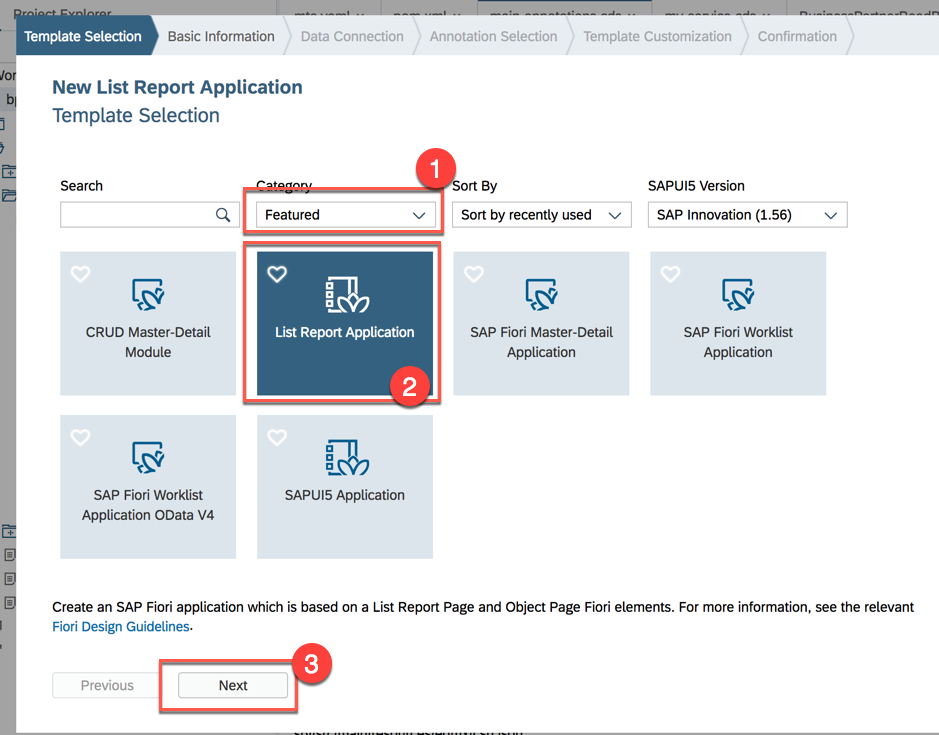 Project Explorer
Template Selection
Basic Information
Data Connection
Annotation Selection
Template Customization
Confirmation
New List Report Application
Template Selection
1
Search
Category
Sort By
SAPUI5 Version
Featured
Sort by recently used
SAP Innovation (1.56)
CRUD Master-Detail
Module
List Report Application
SAP Fiori Master-Detail
Application
SAP Fiori Worklist
Application
2
SAP Fiori Worklist
Application OData V4
SAPUI5 Application
Create an SAP Fiori application which is based on a List Report Page and Object Page Fiori elements. For more information, see the relevant
Fiori Design Guidelines.
3
Previous
Next